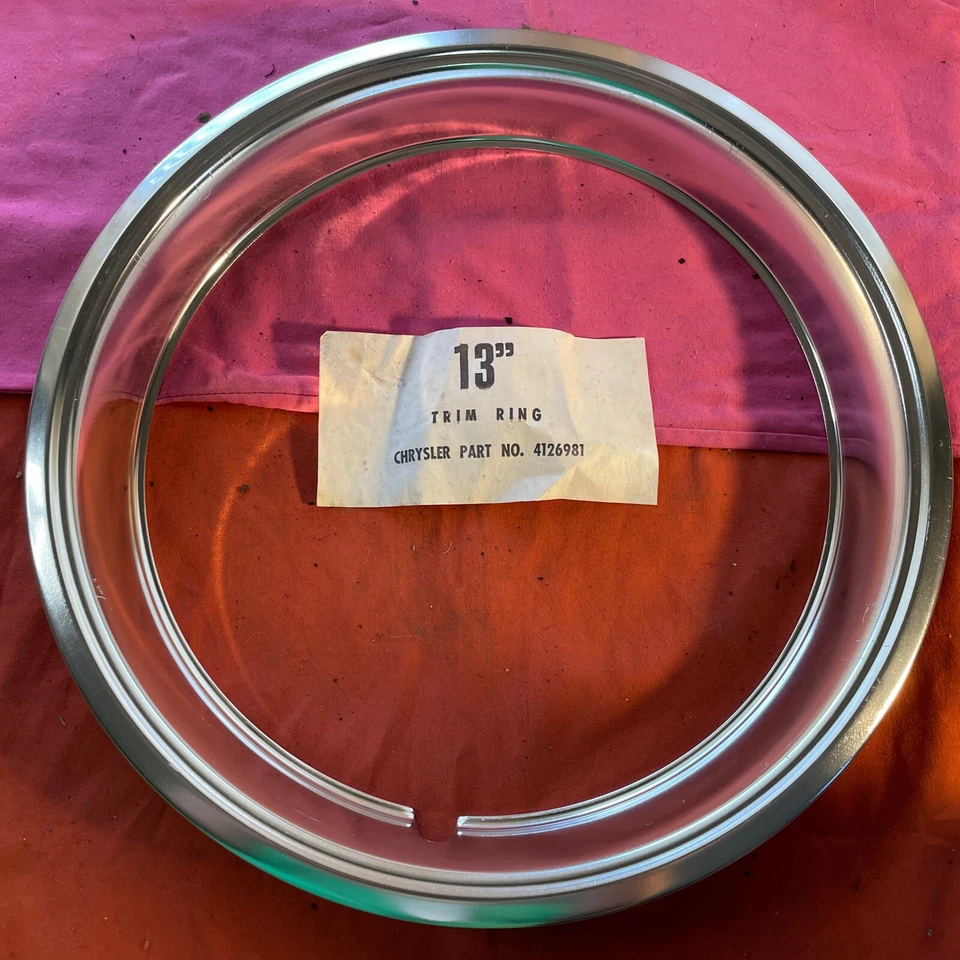 13”
TRIM RING
CHRYSLER PART NO. 4126981